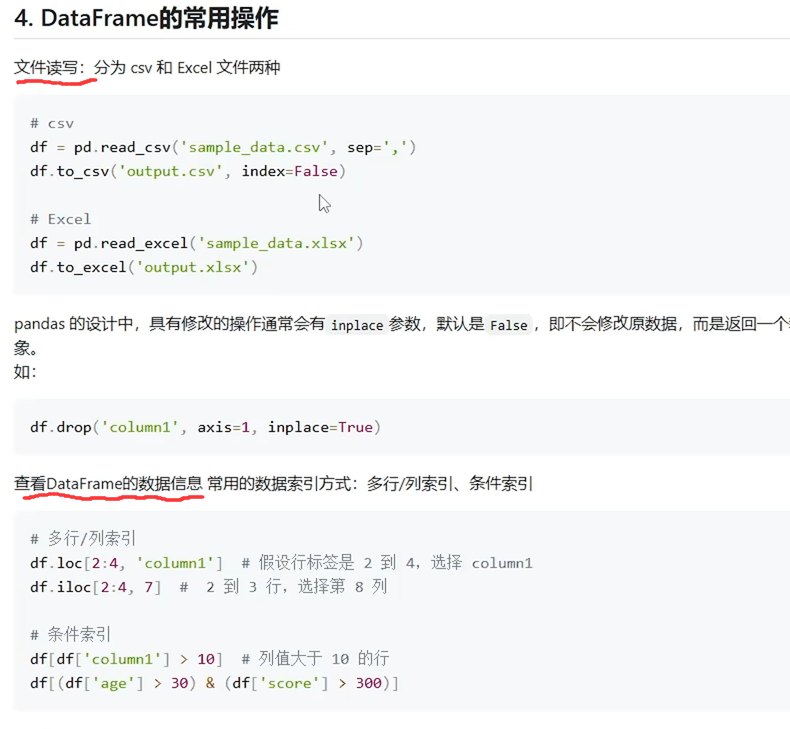 4. DataFrame的常用操作
文件读写：分为 csv 和 Excel 文件两种
# csv
df = pd.read_csv('sample_data.csv', sep=',')
df.to_csv('output.csv', index=False)
# Excel
df = pd.read_excel('sample_data.xlsx')
df.to_excel('output.xlsx')
pandas 的设计中，具有修改的操作通常会有 inplace 参数，默认是 False ，即不会修改原数据，而是返回一个
象。
如：
df.drop('column1', axis=1, inplace=True)
查看DataFrame的数据信息 常用的数据索引方式：多行/列索引、条件索引
# 多行/列索引
df.loc[2:4, 'column1']  # 假设行标签是 2 到 4，选择 column1
df.iloc[2:4, 7]  #  2 到 3 行，选择第 8 列
# 条件索引
df[df['column1'] > 10]  # 列值大于 10 的行
df[(df['age'] > 30) & (df['score'] > 300)]